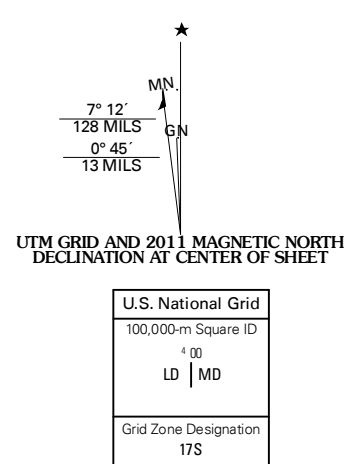 ★
M.N.
7° 12´
128 MILS
GN
0° 45´
13 MILS
UTM GRID AND 2011 MAGNETIC NORTH
DECLINATION AT CENTER OF SHEET
U.S. National Grid
100,000-m Square ID
4 00
LD | MD
Grid Zone Designation
17S